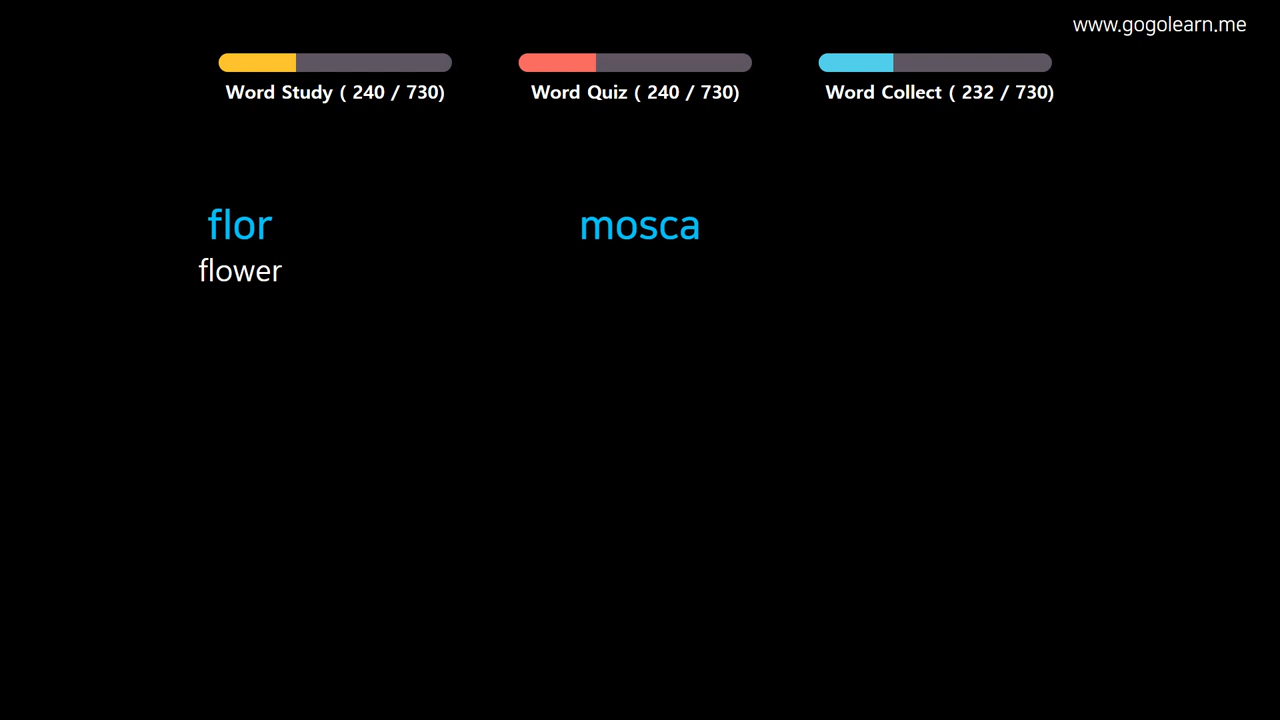 www.gogolearn.me
Word Study ( 240 / 730)
Word Quiz ( 240 / 730)
Word Collect ( 232 / 730)
flor
mosca
flower